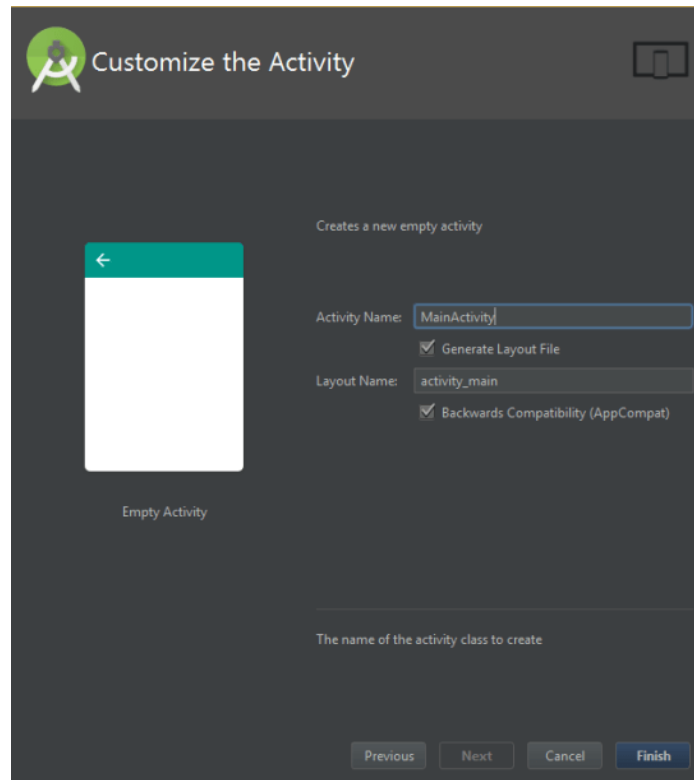 Customize the Activity
Creates a new empty activity
Activity Name: MainActivity
Generate Layout File
Layout Name: activity_main
Backwards Compatibility (AppCompat)
Empty Activity
The name of the activity class to create
Previous Next Cancel Finish